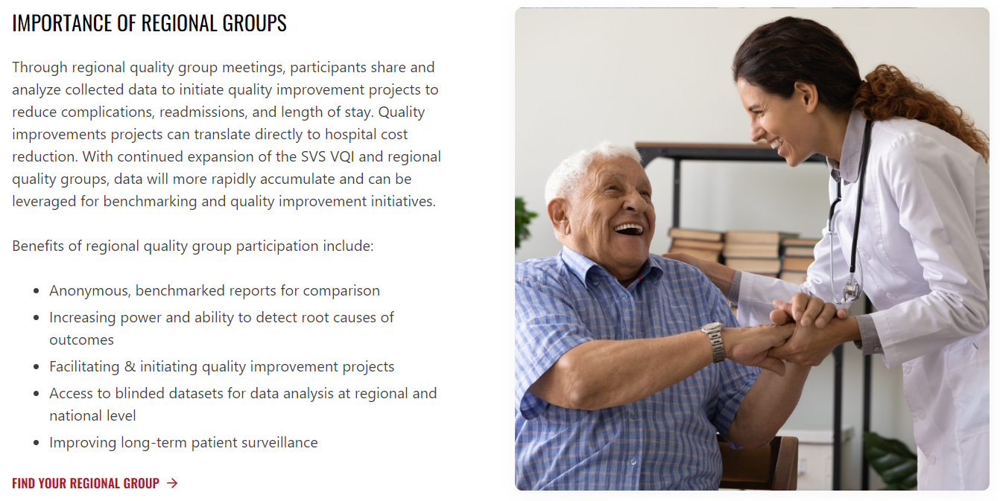 IMPORTANCE OF REGIONAL GROUPS
Through regional quality group meetings, participants share and
analyze collected data to initiate quality improvement projects to
reduce complications, readmissions, and length of stay. Quality
improvements projects can translate directly to hospital cost
reduction. With continued expansion of the SVS VQI and regional
quality groups, data will more rapidly accumulate and can be
leveraged for benchmarking and quality improvement initiatives.
Benefits of regional quality group participation include:
• Anonymous, benchmarked reports for comparison
• Increasing power and ability to detect root causes of
outcomes
• Facilitating & initiating quality improvement projects
• Access to blinded datasets for data analysis at regional and
national level
• Improving long-term patient surveillance
FIND YOUR REGIONAL GROUP →